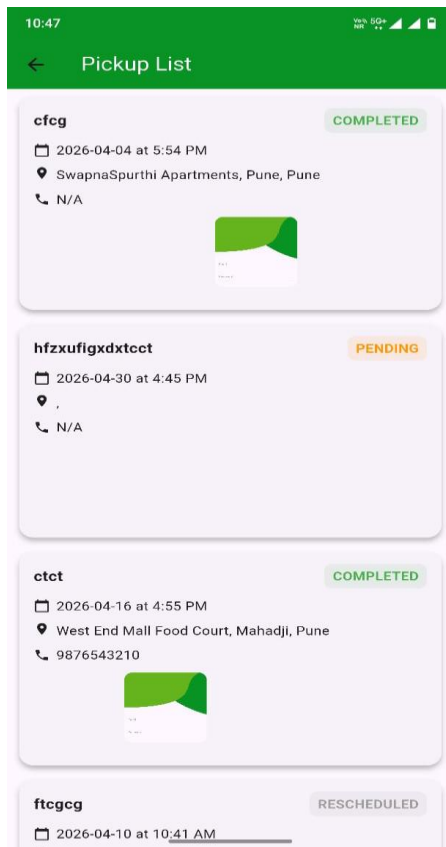 10:47
5G+
Pickup List
cfcg COMPLETED
2026-04-04 at 5:54 PM
SwapnaSpurthi Apartments, Pune, Pune
N/A
hfzxufigxdxtcct PENDING
2026-04-30 at 4:45 PM
,
N/A
ctct COMPLETED
2026-04-16 at 4:55 PM
West End Mall Food Court, Mahadji, Pune
9876543210
ftcgcg RESCHEDULED
2026-04-10 at 10:41 AM